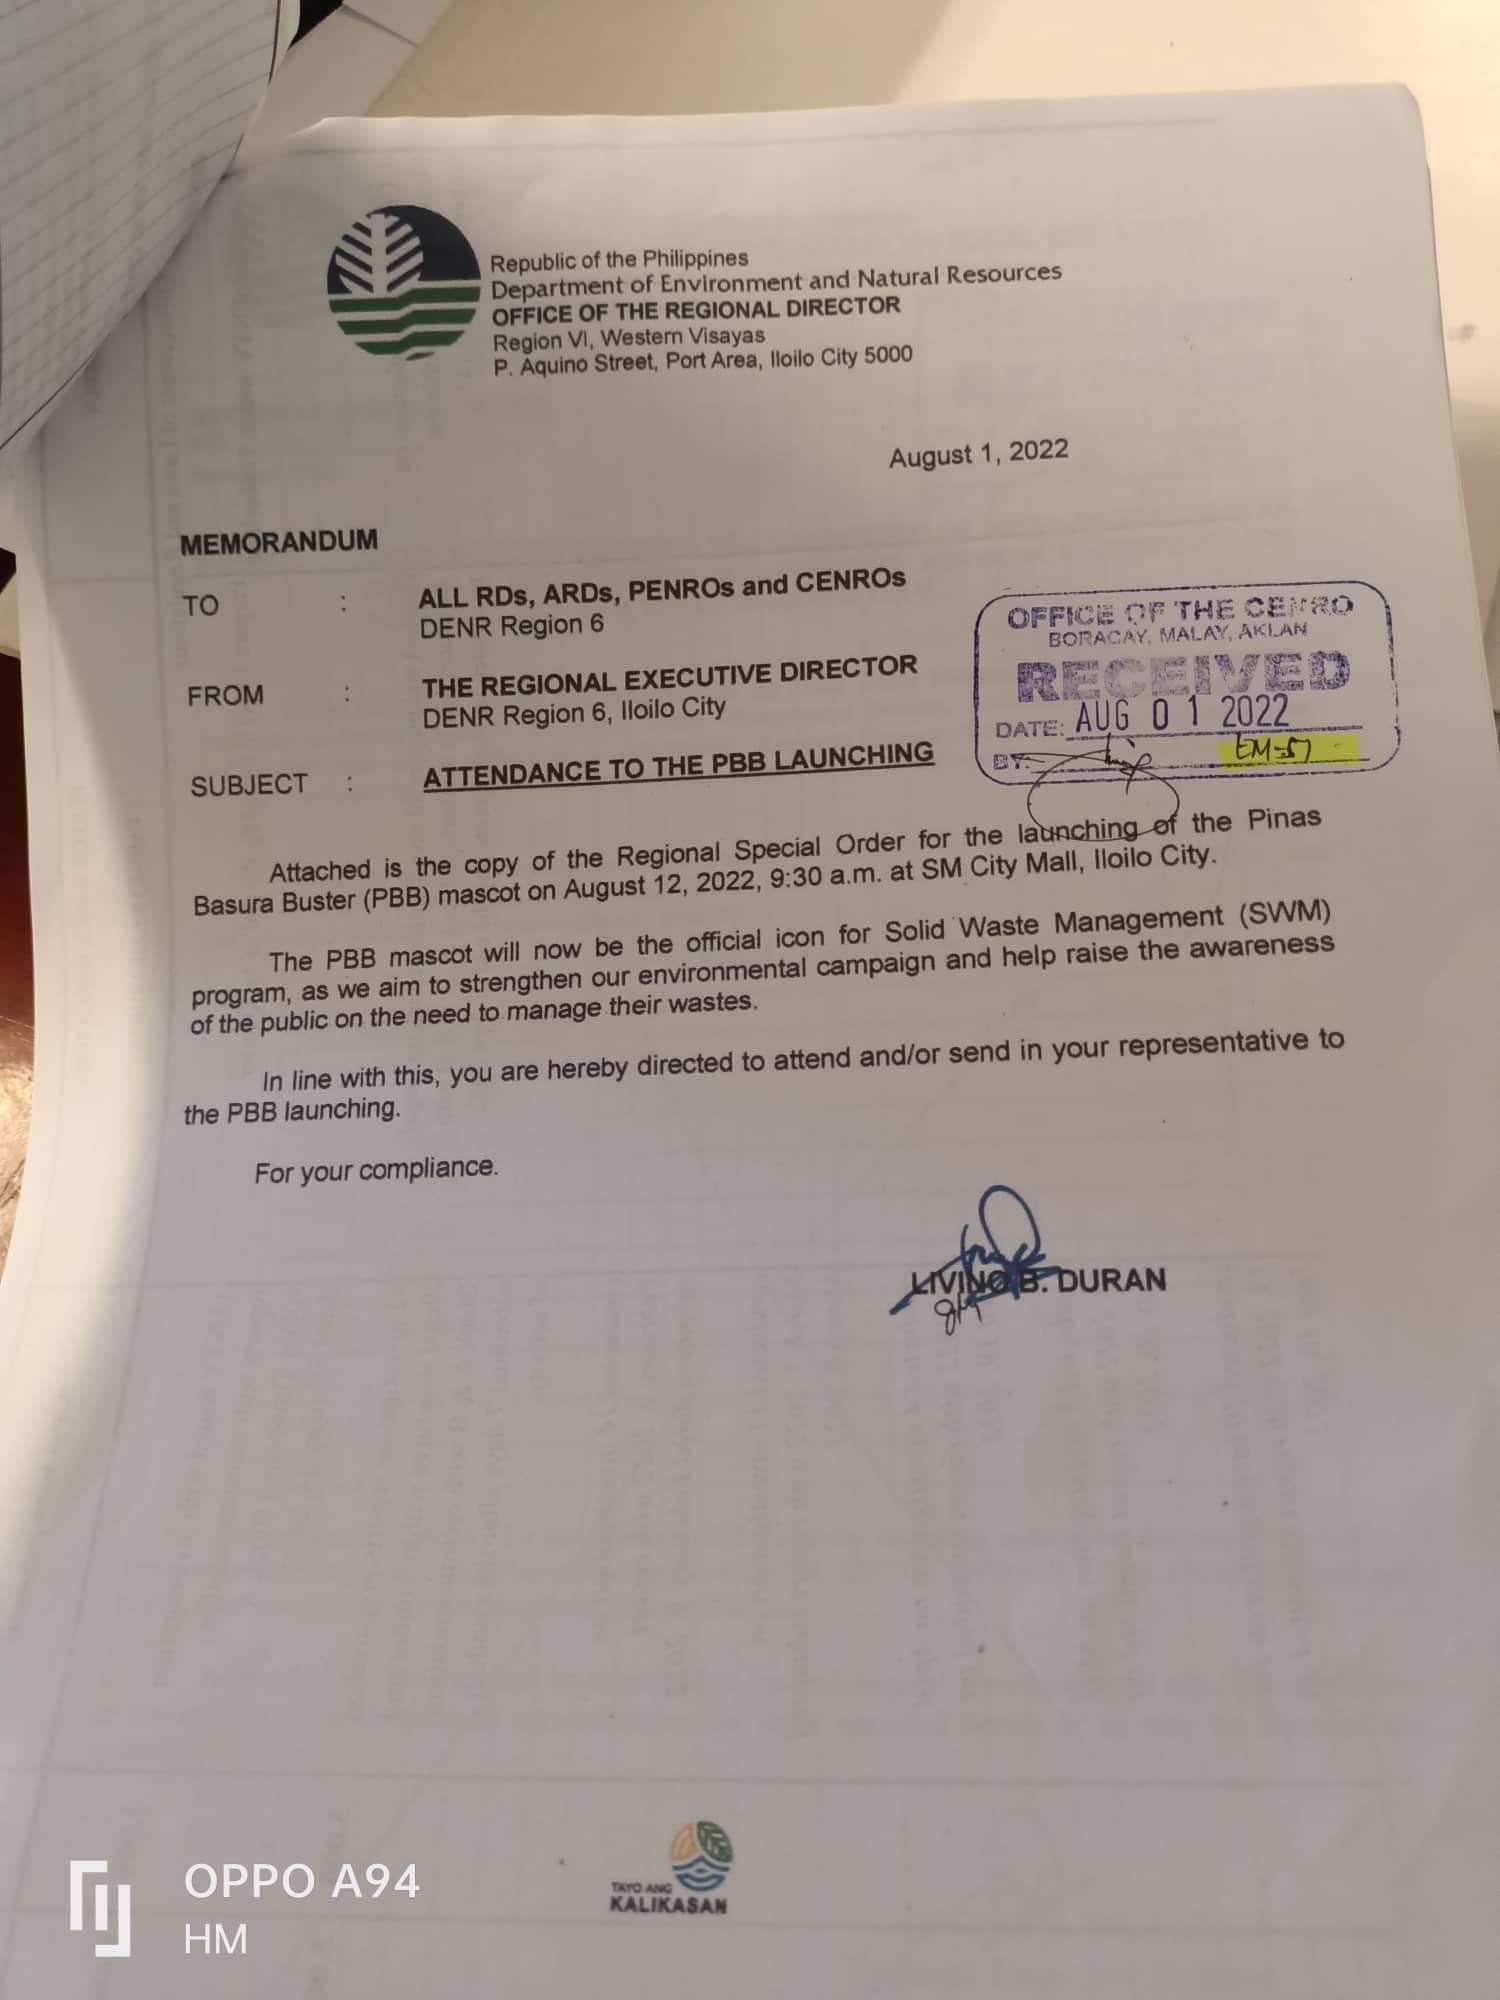 Republic of the Philippines
Department of Environment and Natural Resources
OFFICE OF THE REGIONAL DIRECTOR
Region VI, Western Visayas
P. Aquino Street, Port Area, Iloilo City 5000
August 1, 2022
MEMORANDUM
TO : ALL RDs, ARDs, PENROs and CENROs
DENR Region 6
FROM : THE REGIONAL EXECUTIVE DIRECTOR
DENR Region 6, Iloilo City
SUBJECT : ATTENDANCE TO THE PBB LAUNCHING
OFFICE OF THE CENRO
BORACAY, MALAY, AKLAN
RECEIVED
DATE: AUG 01 2022
BY: EM-57
Attached is the copy of the Regional Special Order for the launching of the Pinas
Basura Buster (PBB) mascot on August 12, 2022, 9:30 a.m. at SM City Mall, Iloilo City.
The PBB mascot will now be the official icon for Solid Waste Management (SWM)
program, as we aim to strengthen our environmental campaign and help raise the awareness
of the public on the need to manage their wastes.
In line with this, you are hereby directed to attend and/or send in your representative to
the PBB launching.
For your compliance.
LIVINO B. DURAN
TAYO ANG
KALIKASAN
OPPO A94
HM